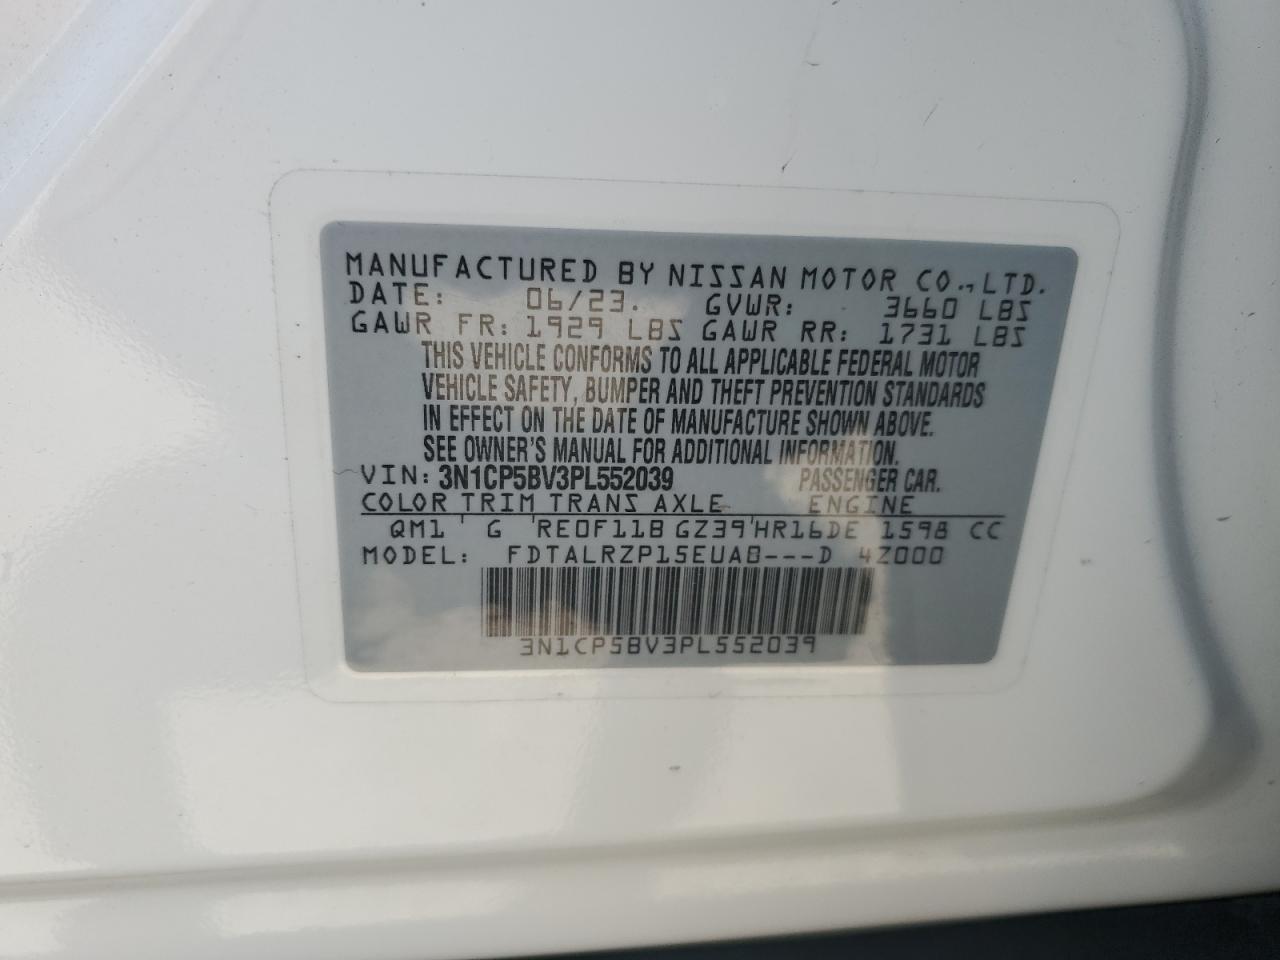 MANUFACTURED BY NISSAN MOTOR CO., LTD.
DATE: 06/23. GVWR: 3660 LBS
GAWR FR: 1929 LBS GAWR RR: 1731 LBS
THIS VEHICLE CONFORMS TO ALL APPLICABLE FEDERAL MOTOR
VEHICLE SAFETY, BUMPER AND THEFT PREVENTION STANDARDS
IN EFFECT ON THE DATE OF MANUFACTURE SHOWN ABOVE.
SEE OWNER'S MANUAL FOR ADDITIONAL INFORMATION.
VIN: 3N1CP5BV3PL552039 PASSENGER CAR.
COLOR TRIM TRANS AXLE ENGINE
QM1 ' G ' RE0F11B GZ39 ' HR16DE 1598 CC
MODEL: FDTALRZP15EUAB---D 4Z000
3N1CP5BV3PL552039